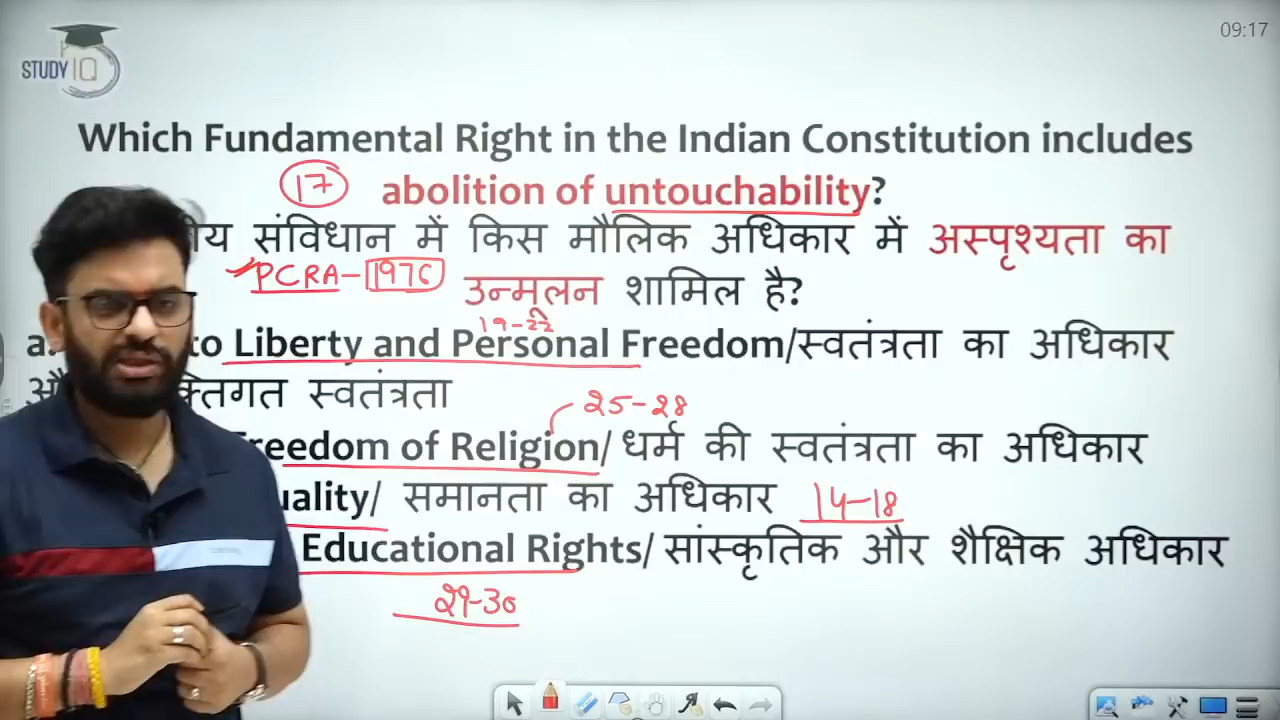 09:17
STUDY IQ
Which Fundamental Right in the Indian Constitution includes
17 abolition of untouchability?
संविधान में किस मौलिक अधिकार में अस्पृश्यता का
PCRA-1976 उन्मूलन शामिल है?
19-22
a. to Liberty and Personal Freedom/स्वतंत्रता का अधिकार
स्वतंत्रता
25-28
of Religion/ धर्म की स्वतंत्रता का अधिकार
समानता का अधिकार 14-18
Educational Rights/ सांस्कृतिक और शैक्षिक अधिकार
29-30